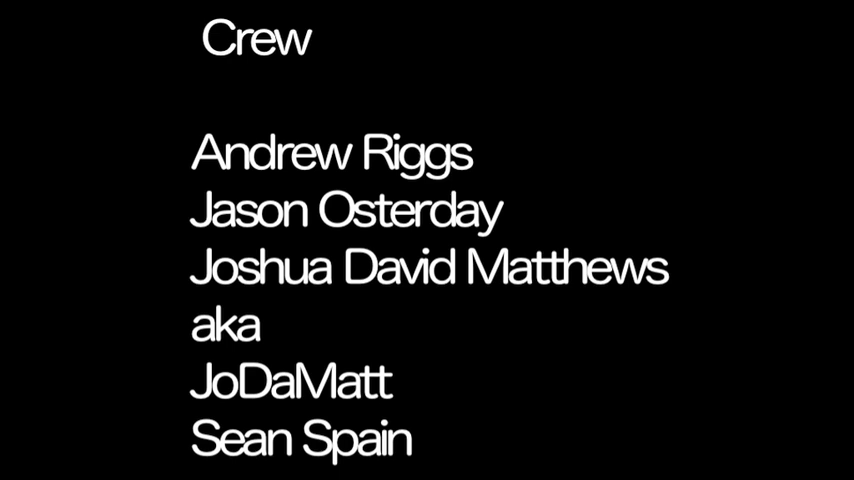 Crew
Andrew Riggs
Jason Osterday
Joshua David Matthews
aka
JoDaMatt
Sean Spain